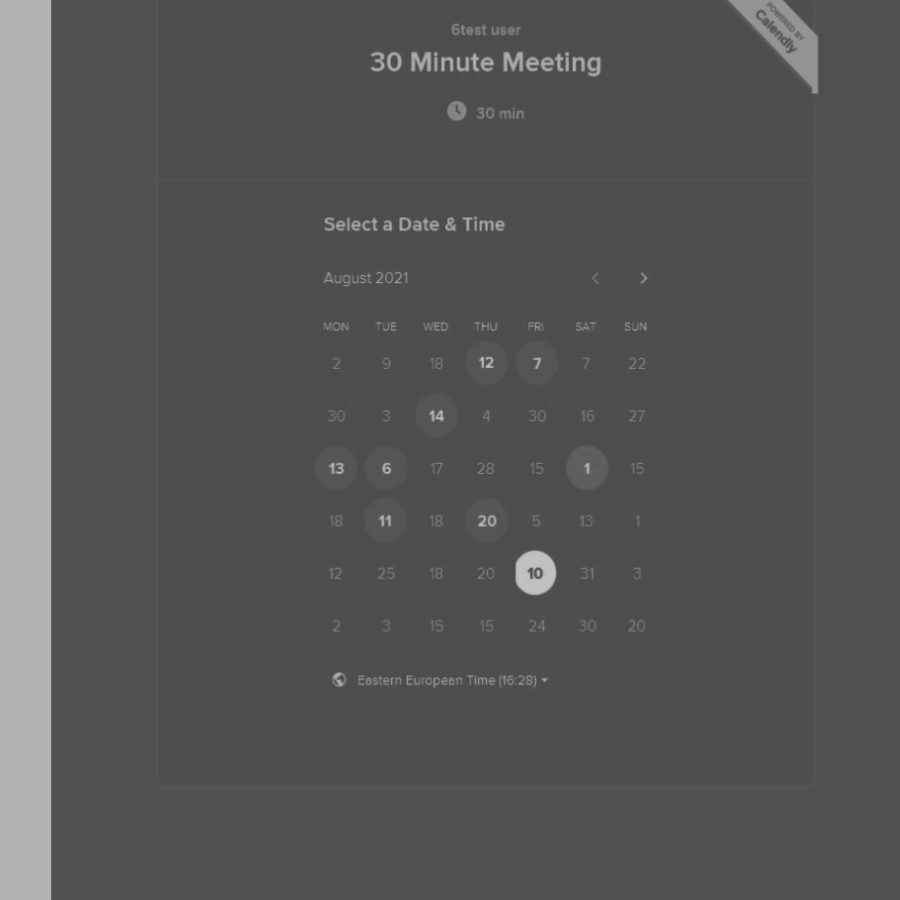 6test user
POWERED BY
Calendly
30 Minute Meeting
30 min
Select a Date & Time
August 2021
MON TUE WED THU FRI SAT SUN
2 9 18 12 7 7 22
30 3 14 4 30 16 27
13 6 17 28 15 1 15
18 11 18 20 5 13 1
12 25 18 20 10 31 3
2 3 15 15 24 30 20
Eastern European Time (16:28)